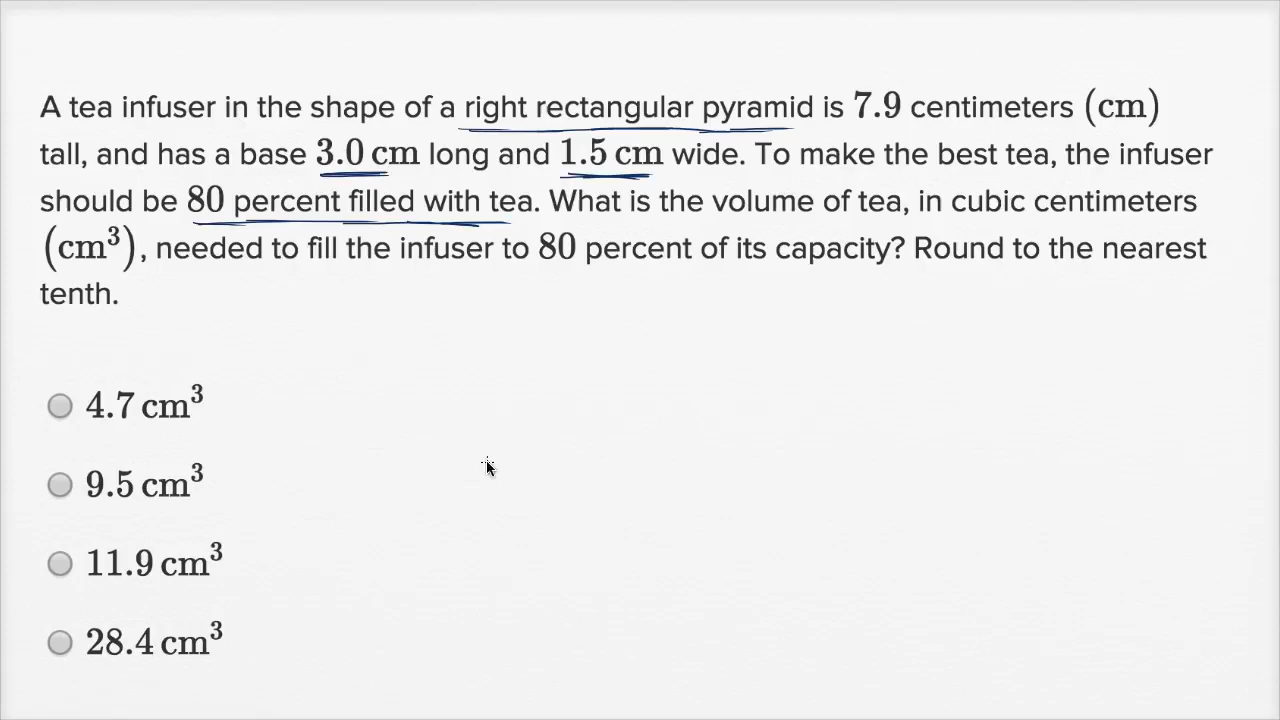 A tea infuser in the shape of a right rectangular pyramid is 7.9 centimeters (cm)
tall, and has a base 3.0 cm long and 1.5 cm wide. To make the best tea, the infuser
should be 80 percent filled with tea. What is the volume of tea, in cubic centimeters
(cm³), needed to fill the infuser to 80 percent of its capacity? Round to the nearest
tenth.
4.7 cm³
9.5 cm³
11.9 cm³
28.4 cm³